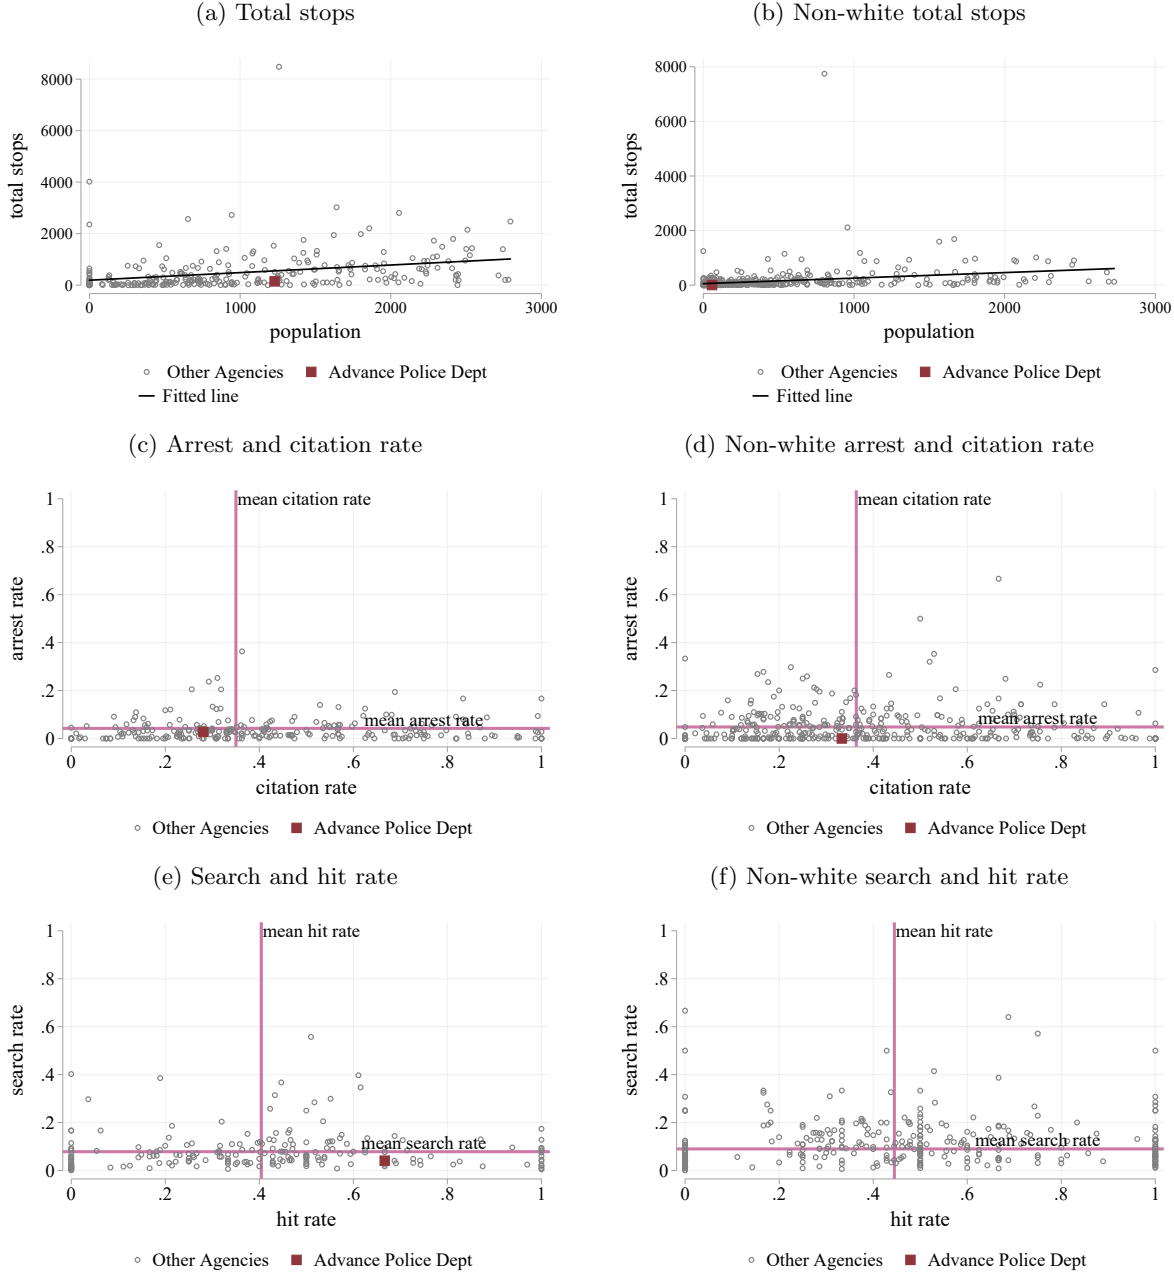 (a) Total stops
8000
6000
4000
2000
0
total stops
0 1000 2000 3000
population
Other Agencies Advance Police Dept
Fitted line
(b) Non-white total stops
8000
6000
4000
2000
0
total stops
0 1000 2000 3000
population
Other Agencies Advance Police Dept
Fitted line
(c) Arrest and citation rate
mean citation rate
1
.8
.6
.4
.2
0
arrest rate
mean arrest rate
0 .2 .4 .6 .8 1
citation rate
Other Agencies Advance Police Dept
(d) Non-white arrest and citation rate
mean citation rate
1
.8
.6
.4
.2
0
arrest rate
mean arrest rate
0 .2 .4 .6 .8 1
citation rate
Other Agencies Advance Police Dept
(e) Search and hit rate
mean hit rate
1
.8
.6
.4
.2
0
search rate
mean search rate
0 .2 .4 .6 .8 1
hit rate
Other Agencies Advance Police Dept
(f) Non-white search and hit rate
mean hit rate
1
.8
.6
.4
.2
0
search rate
mean search rate
0 .2 .4 .6 .8 1
hit rate
Other Agencies Advance Police Dept